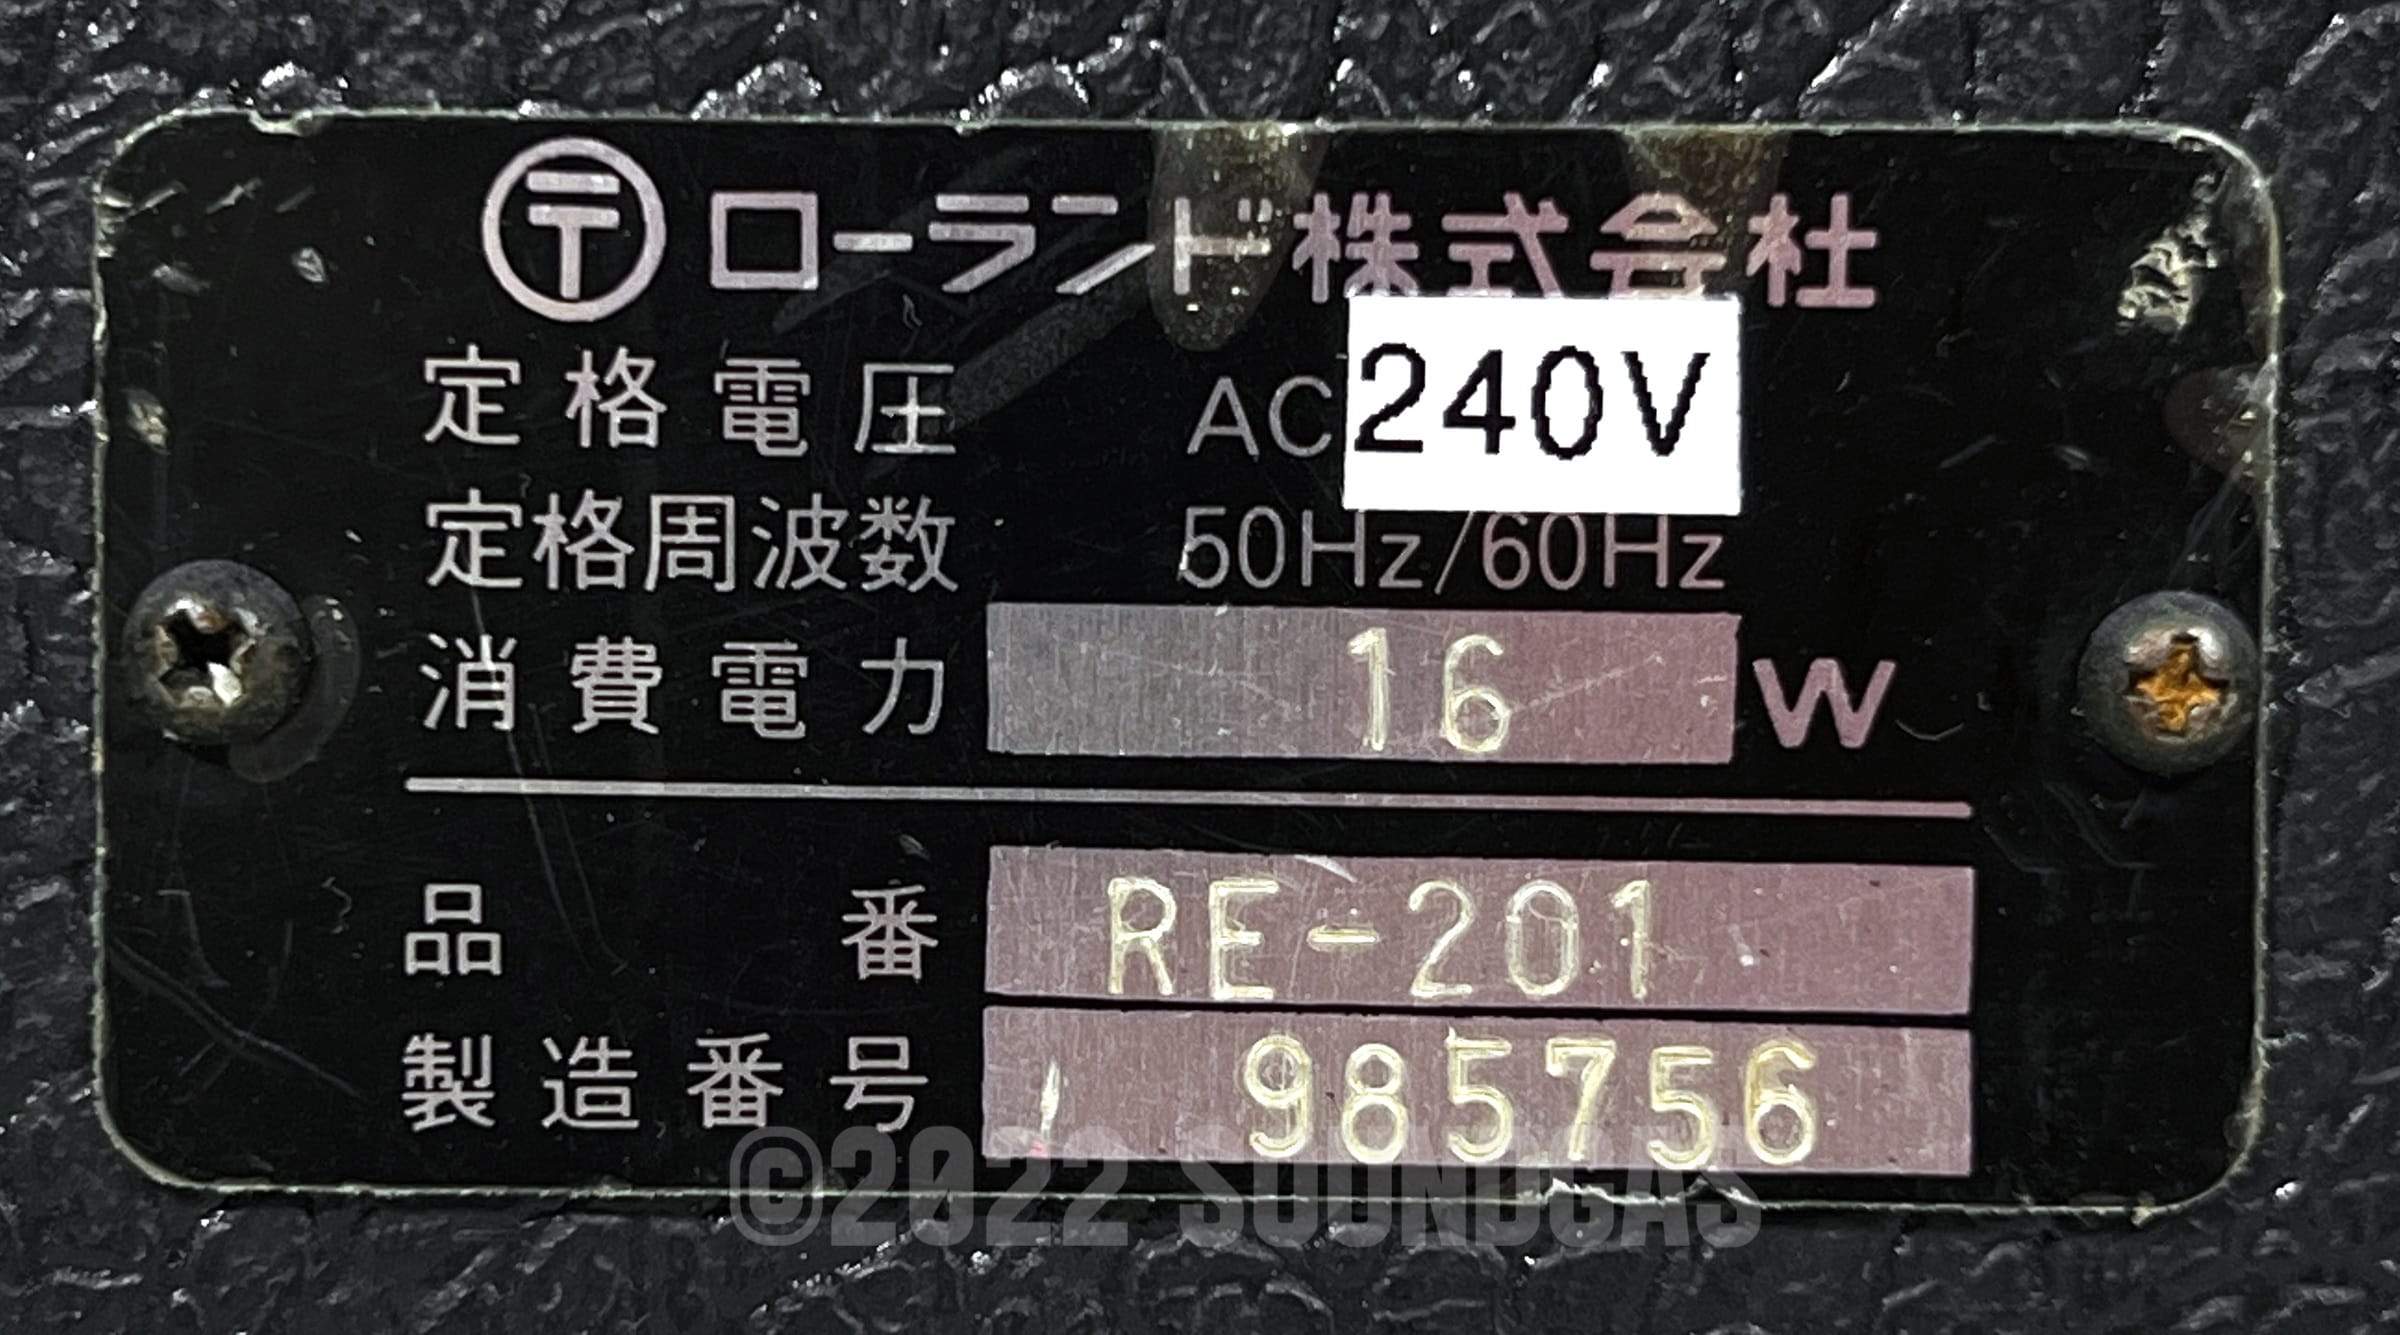 〒 ローランド株式会社
定格電圧 AC 240V
定格周波数 50Hz/60Hz
消費電力 16 W
品番 RE-201
製造番号 985756
©2022 SOUNDGAS